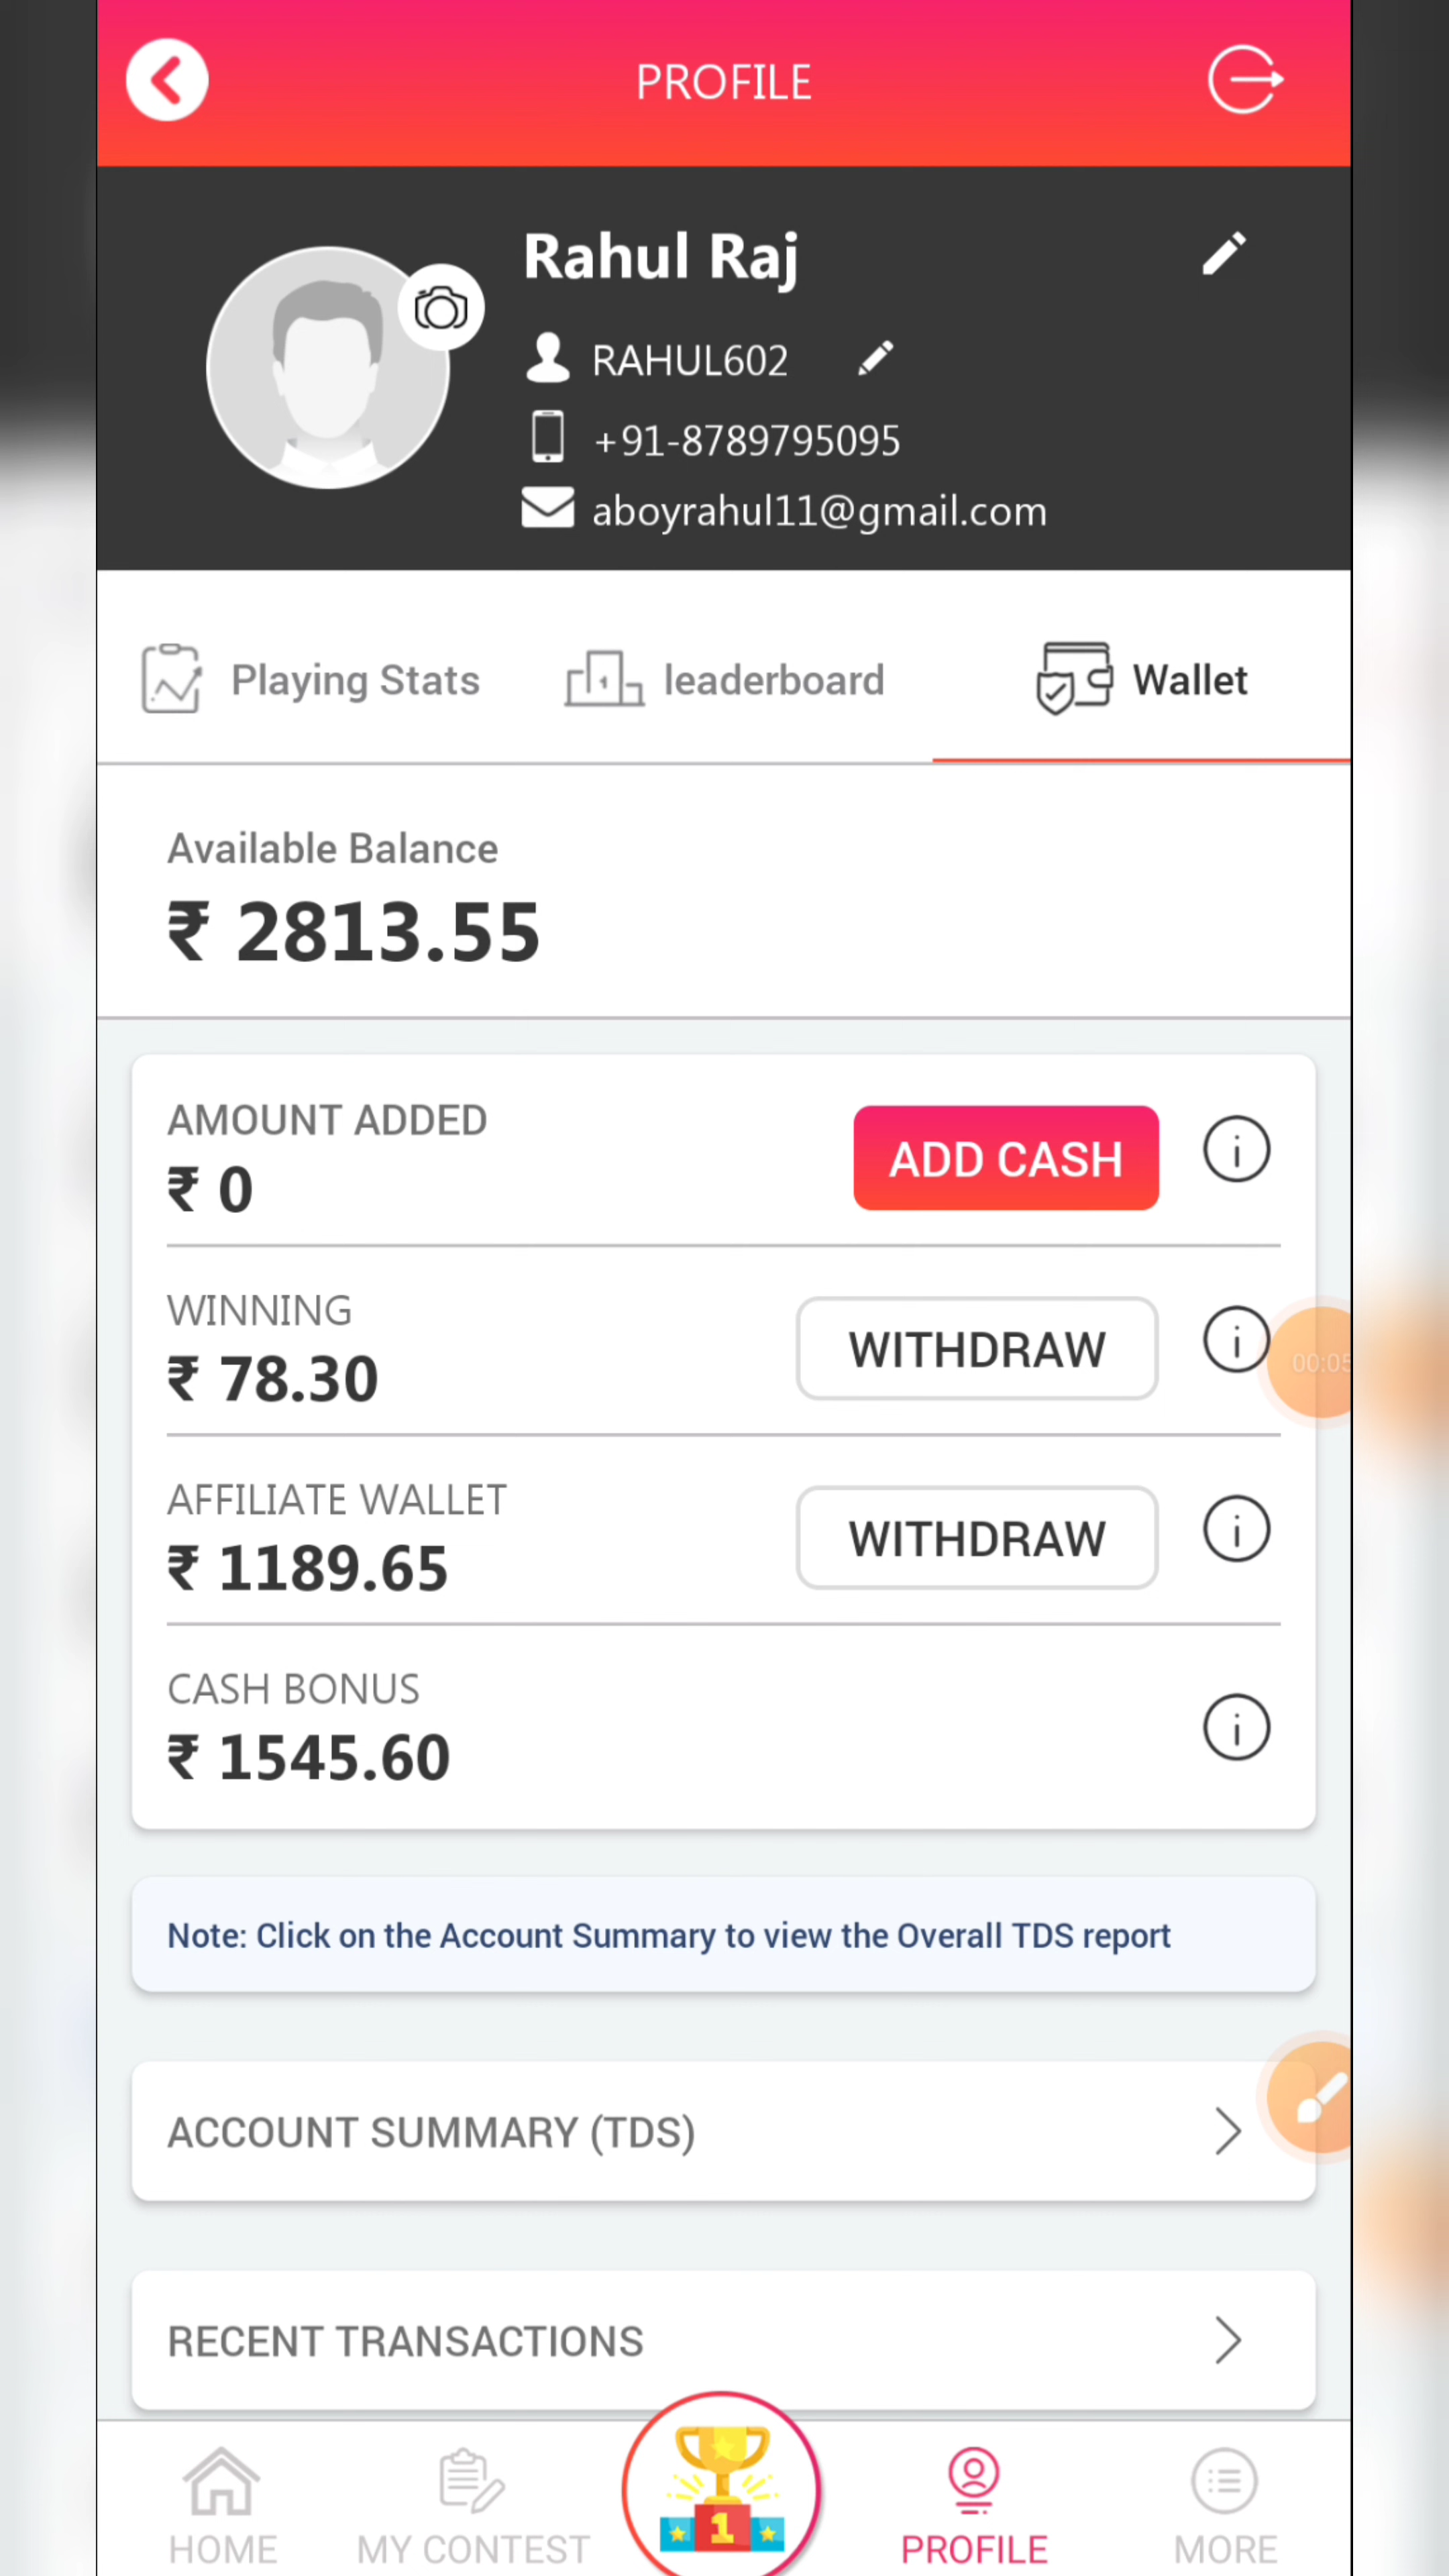 PROFILE
Rahul Raj
RAHUL602
+91-8789795095
aboyrahul11@gmail.com
Playing Stats leaderboard Wallet
Available Balance
₹ 2813.55
AMOUNT ADDED
₹ 0
ADD CASH
WINNING
₹ 78.30
WITHDRAW
00:05
AFFILIATE WALLET
₹ 1189.65
WITHDRAW
CASH BONUS
₹ 1545.60
Note: Click on the Account Summary to view the Overall TDS report
ACCOUNT SUMMARY (TDS)
RECENT TRANSACTIONS
1
HOME MY CONTEST PROFILE MORE